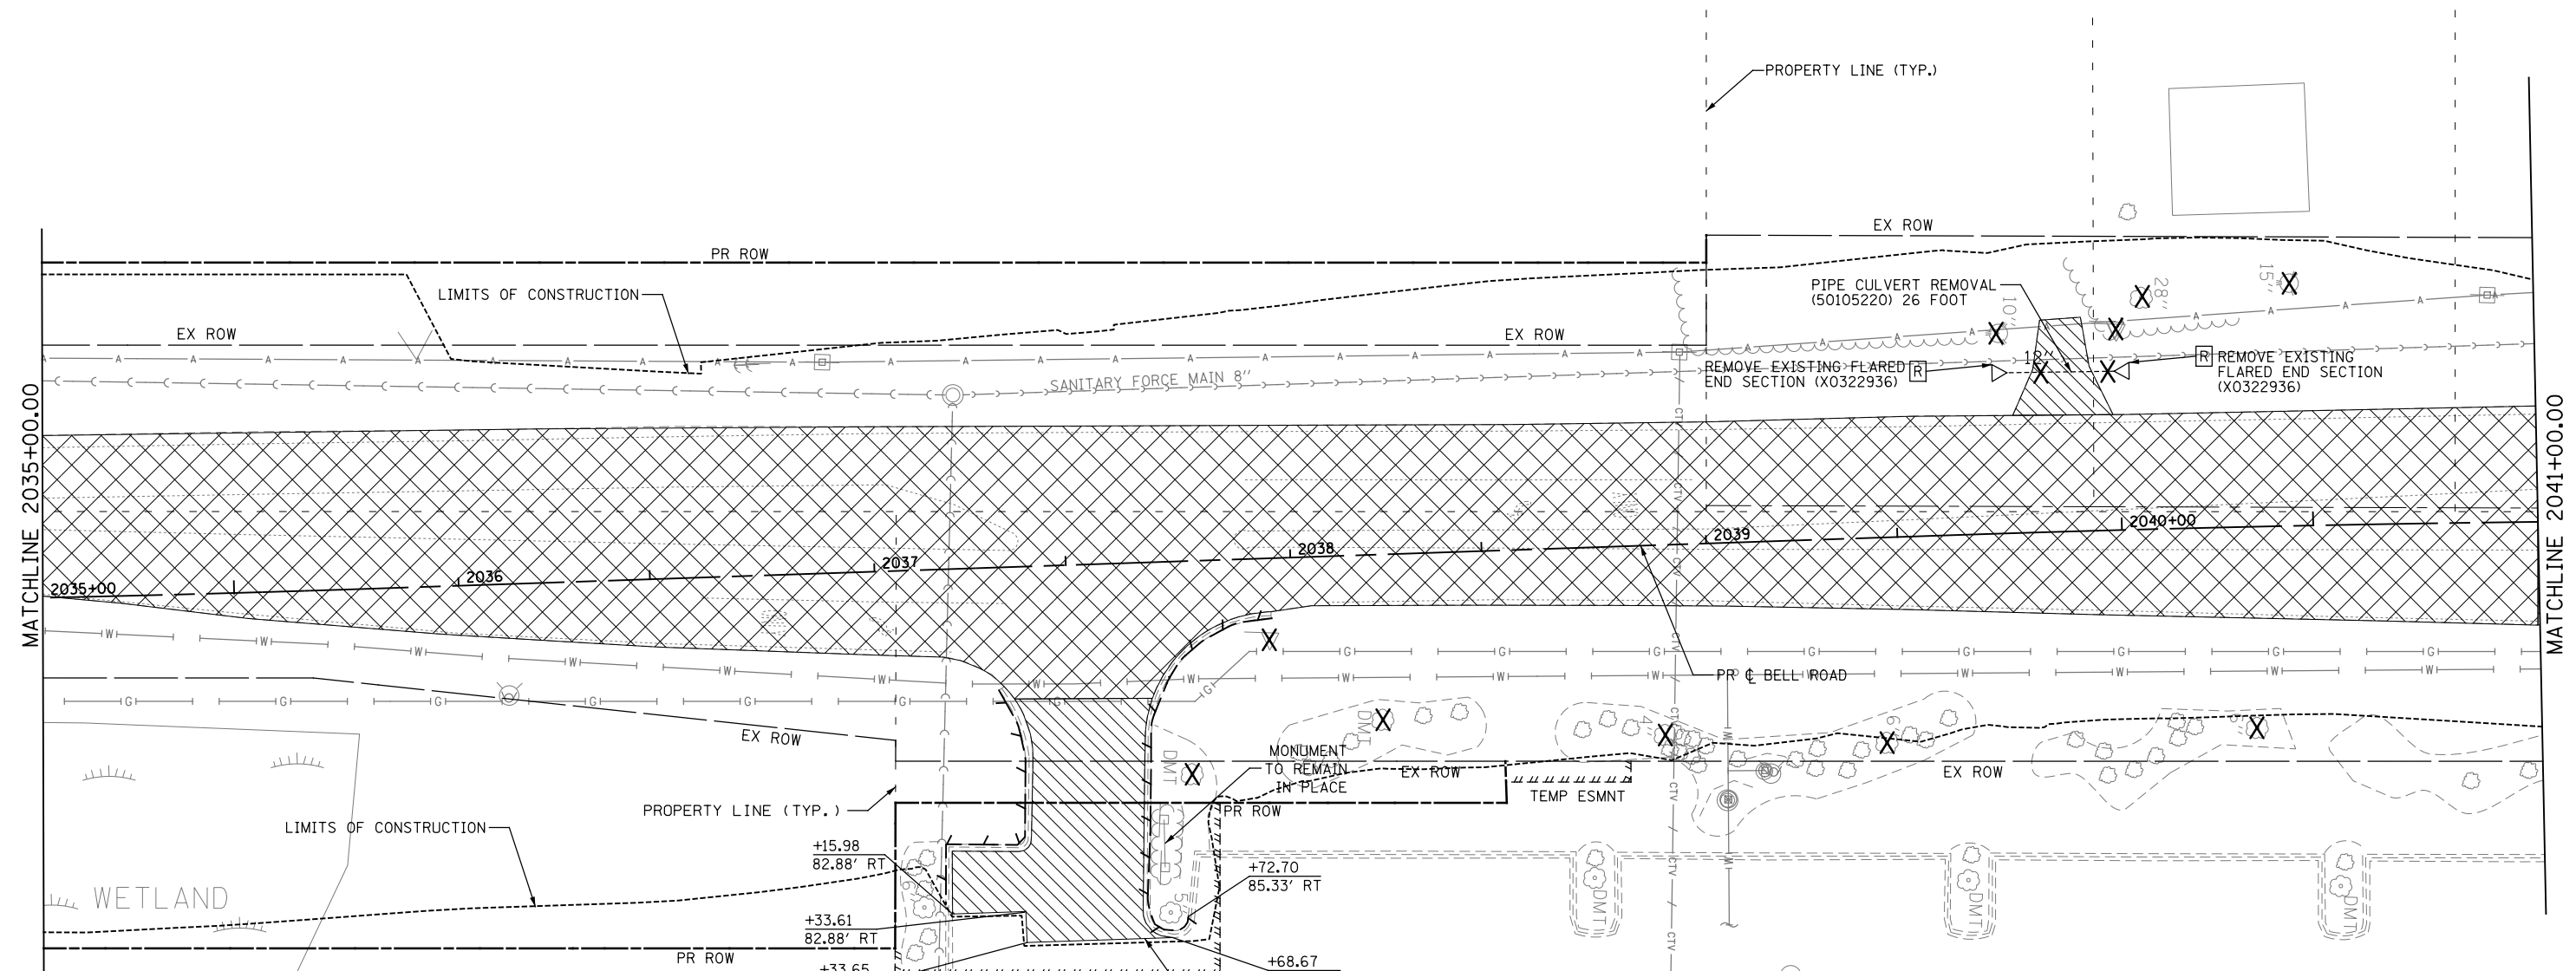 PROPERTY LINE (TYP.)
EX ROW
PR ROW
LIMITS OF CONSTRUCTION
PIPE CULVERT REMOVAL
(50105220) 26 FOOT
10''
28''
15''
EX ROW
EX ROW
12''
REMOVE EXISTING FLARED
END SECTION (X0322936)
R
R
REMOVE EXISTING
FLARED END SECTION
(X0322936)
SANITARY FORCE MAIN 8''
MATCHLINE 2035+00.00
MATCHLINE 2041+00.00
2035+00
2036
2037
2038
2039
2040+00
PR ℄ BELL ROAD
EX ROW
DMT
DMT
MONUMENT
TO REMAIN
IN PLACE
EX ROW
EX ROW
TEMP ESMNT
PROPERTY LINE (TYP.)
PR ROW
LIMITS OF CONSTRUCTION
+15.98
82.88' RT
+72.70
85.33' RT
WETLAND
5''
DMT
DMT
DMT
+33.61
82.88' RT
PR ROW
+33.65
+68.67
A
W
G
CTV